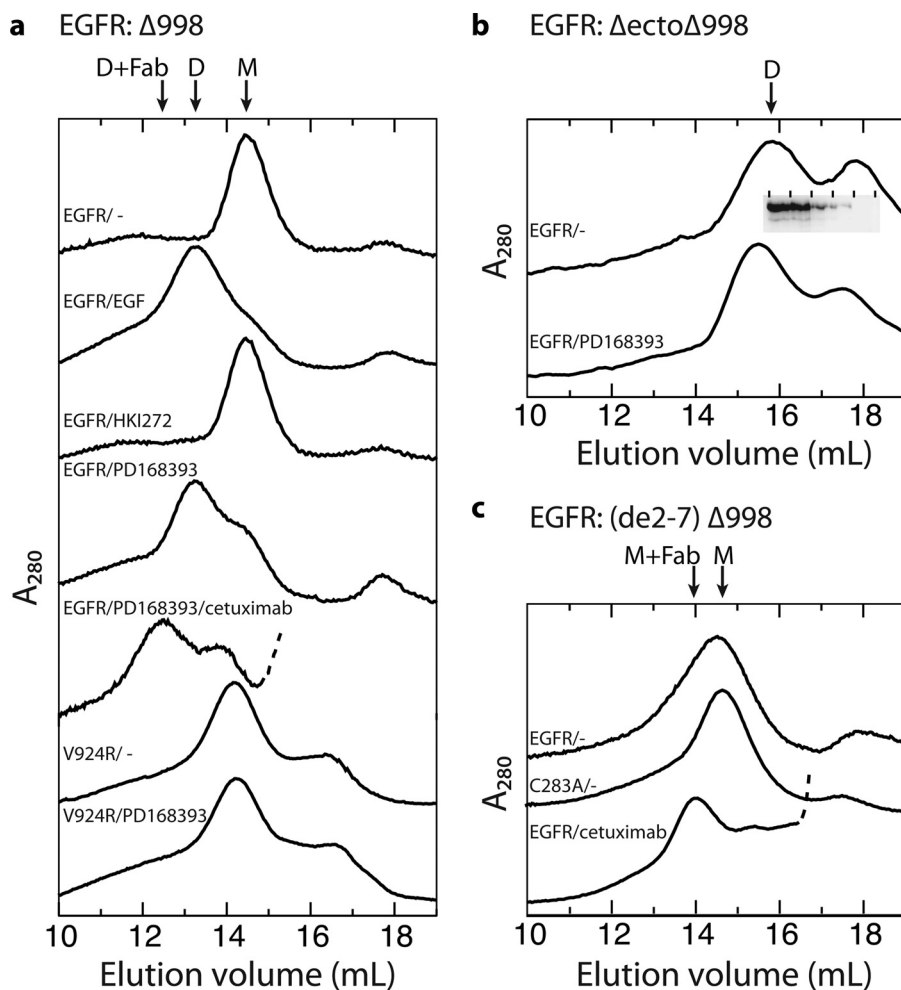 a EGFR: Δ998
D+Fab D M
EGFR/ -
EGFR/EGF
EGFR/HKI272
EGFR/PD168393
EGFR/PD168393/cetuximab
V924R/ -
V924R/PD168393
A280
10 12 14 16 18
Elution volume (mL)
b EGFR: ΔectoΔ998
D
EGFR/-
EGFR/PD168393
A280
10 12 14 16 18
Elution volume (mL)
c EGFR: (de2-7) Δ998
M+Fab M
EGFR/-
C283A/-
EGFR/cetuximab
A280
10 12 14 16 18
Elution volume (mL)